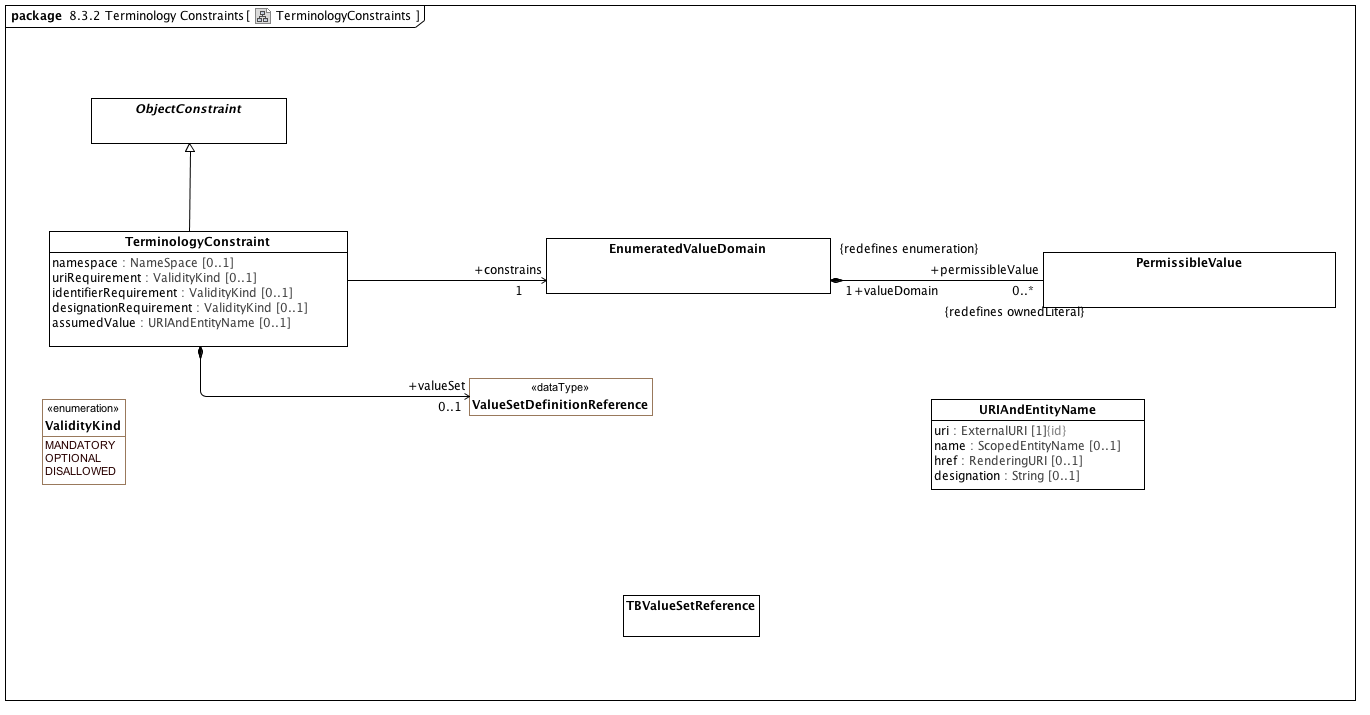 package 8.3.2 Terminology Constraints [ TerminologyConstraints ]
ObjectConstraint
TerminologyConstraint
namespace : NameSpace [0..1]
uriRequirement : ValidityKind [0..1]
identifierRequirement : ValidityKind [0..1]
designationRequirement : ValidityKind [0..1]
assumedValue : URIAndEntityName [0..1]
+constrains
1
EnumeratedValueDomain
{redefines enumeration}
+permissibleValue
1 +valueDomain
0..*
{redefines ownedLiteral}
PermissibleValue
+valueSet
0..1
«dataType»
ValueSetDefinitionReference
«enumeration»
ValidityKind
MANDATORY
OPTIONAL
DISALLOWED
URIAndEntityName
uri : ExternalURI [1]{id}
name : ScopedEntityName [0..1]
href : RenderingURI [0..1]
designation : String [0..1]
TBValueSetReference